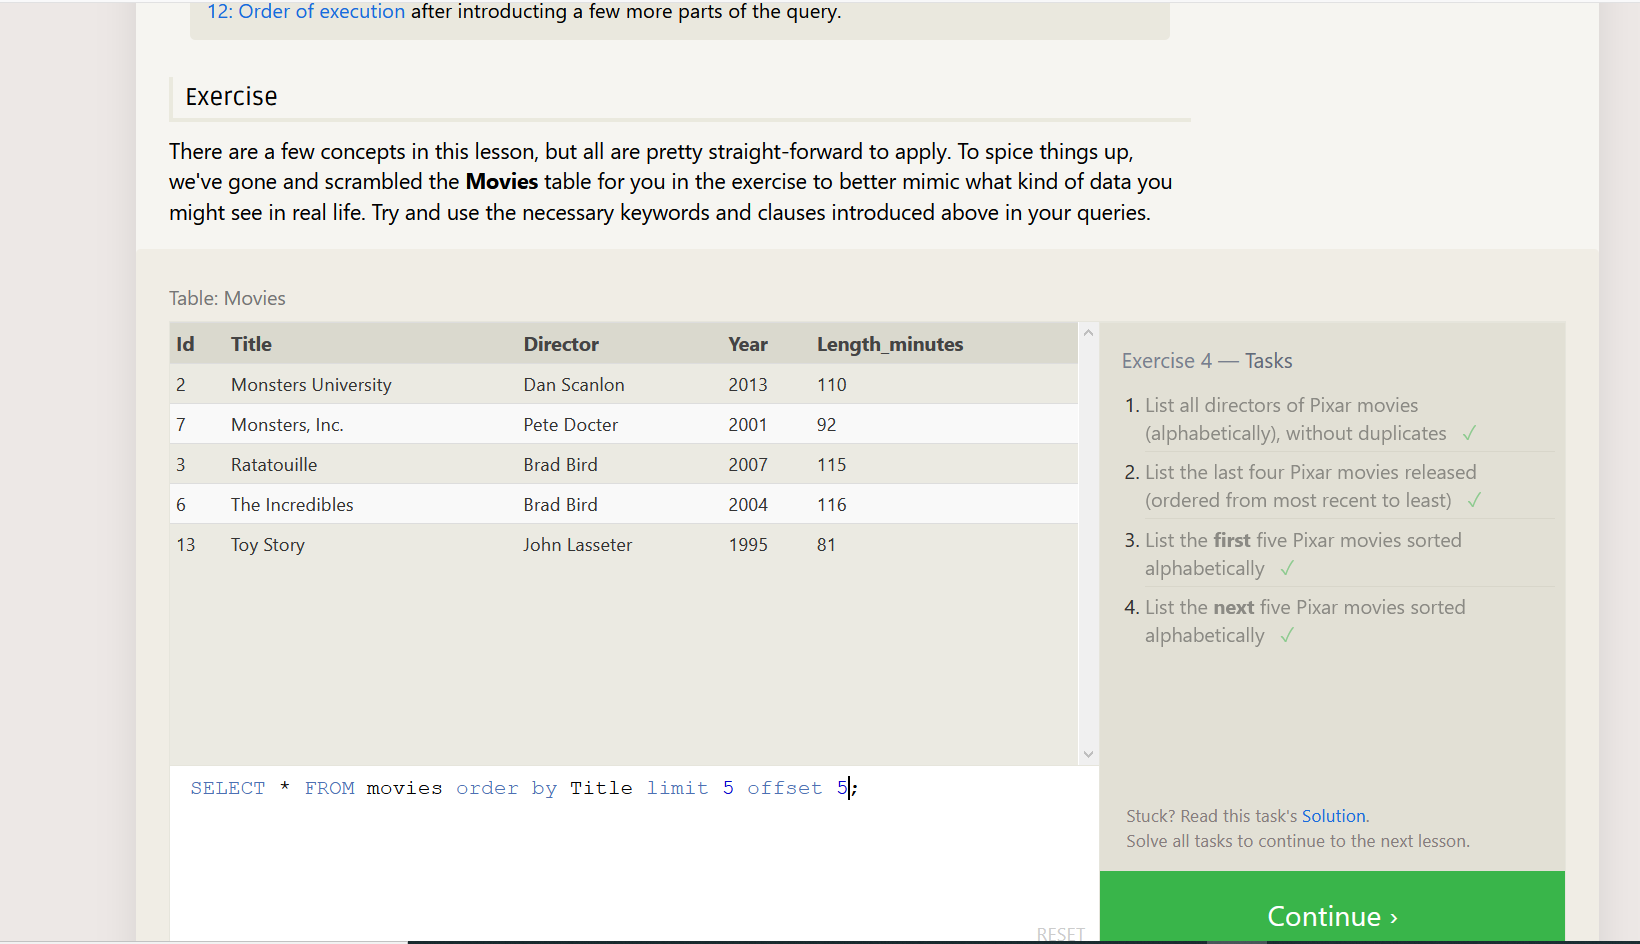 12: Order of execution after introducting a few more parts of the query.
Exercise
There are a few concepts in this lesson, but all are pretty straight-forward to apply. To spice things up,
we've gone and scrambled the Movies table for you in the exercise to better mimic what kind of data you
might see in real life. Try and use the necessary keywords and clauses introduced above in your queries.
Table: Movies
Id Title Director Year Length_minutes
2 Monsters University Dan Scanlon 2013 110
7 Monsters, Inc. Pete Docter 2001 92
3 Ratatouille Brad Bird 2007 115
6 The Incredibles Brad Bird 2004 116
13 Toy Story John Lasseter 1995 81
SELECT * FROM movies order by Title limit 5 offset 5;
RESET
Exercise 4 — Tasks
1. List all directors of Pixar movies
(alphabetically), without duplicates ✓
2. List the last four Pixar movies released
(ordered from most recent to least) ✓
3. List the first five Pixar movies sorted
alphabetically ✓
4. List the next five Pixar movies sorted
alphabetically ✓
Stuck? Read this task's Solution.
Solve all tasks to continue to the next lesson.
Continue ›